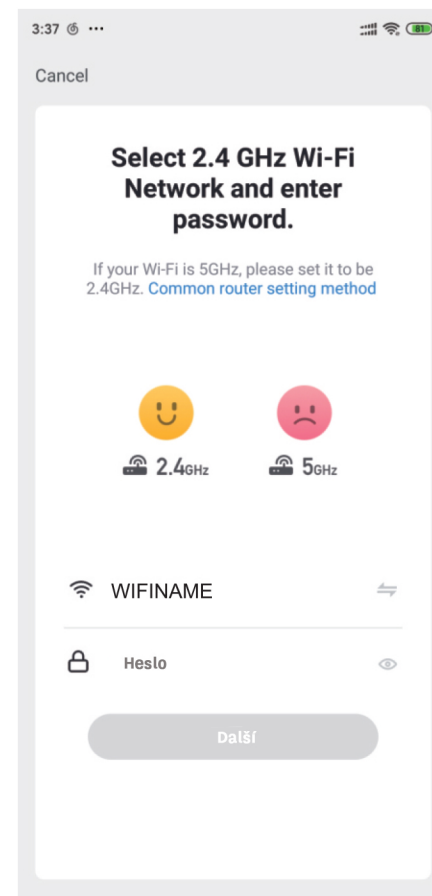 3:37 ••• 81
Cancel
Select 2.4 GHz Wi-Fi
Network and enter
password.
If your Wi-Fi is 5GHz, please set it to be
2.4GHz. Common router setting method
2.4GHz 5GHz
WIFINAME
Heslo
Další